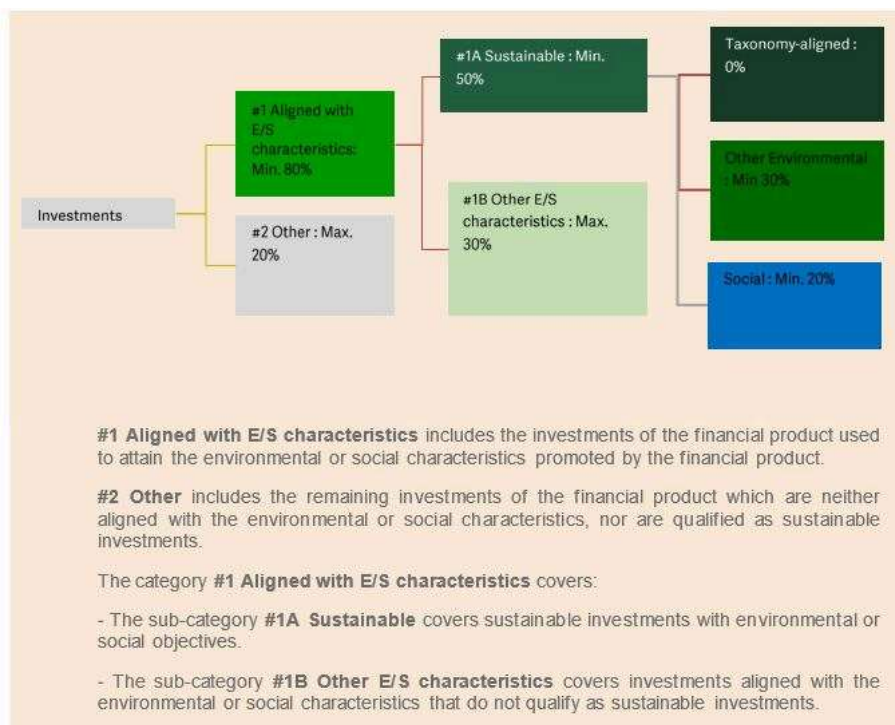 Investments
#1 Aligned with
E/S
characteristics:
Min. 80%
#2 Other : Max.
20%
#1A Sustainable : Min.
50%
#1B Other E/S
characteristics : Max.
30%
Taxonomy-aligned :
0%
Other Environmental
: Min 30%
Social : Min. 20%
#1 Aligned with E/S characteristics includes the investments of the financial product used
to attain the environmental or social characteristics promoted by the financial product.
#2 Other includes the remaining investments of the financial product which are neither
aligned with the environmental or social characteristics, nor are qualified as sustainable
investments.
The category #1 Aligned with E/S characteristics covers:
- The sub-category #1A Sustainable covers sustainable investments with environmental or
social objectives.
- The sub-category #1B Other E/S characteristics covers investments aligned with the
environmental or social characteristics that do not qualify as sustainable investments.